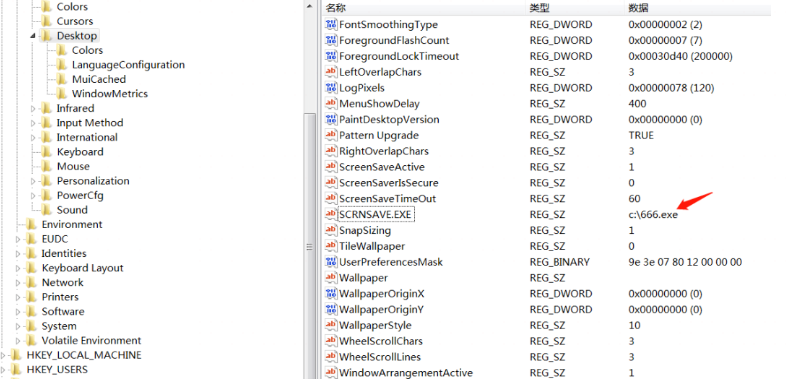 Colors
Cursors
Desktop
Colors
LanguageConfiguration
MuiCached
WindowMetrics
Infrared
Input Method
International
Keyboard
Mouse
Personalization
PowerCfg
Sound
Environment
EUDC
Identities
Keyboard Layout
Network
Printers
Software
System
Volatile Environment
HKEY_LOCAL_MACHINE
HKEY_USERS
名称 类型 数据
FontSmoothingType REG_DWORD 0x00000002 (2)
ForegroundFlashCount REG_DWORD 0x00000007 (7)
ForegroundLockTimeout REG_DWORD 0x00030d40 (200000)
LeftOverlapChars REG_SZ 3
LogPixels REG_DWORD 0x00000078 (120)
MenuShowDelay REG_SZ 400
PaintDesktopVersion REG_DWORD 0x00000000 (0)
Pattern Upgrade REG_SZ TRUE
RightOverlapChars REG_SZ 3
ScreenSaveActive REG_SZ 1
ScreenSaverIsSecure REG_SZ 0
ScreenSaveTimeOut REG_SZ 60
SCRNSAVE.EXE REG_SZ c:\666.exe
SnapSizing REG_SZ 1
TileWallpaper REG_SZ 0
UserPreferencesMask REG_BINARY 9e 3e 07 80 12 00 00 00
Wallpaper REG_SZ
WallpaperOriginX REG_DWORD 0x00000000 (0)
WallpaperOriginY REG_DWORD 0x00000000 (0)
WallpaperStyle REG_SZ 10
WheelScrollChars REG_SZ 3
WheelScrollLines REG_SZ 3
WindowArrangementActive REG_SZ 1